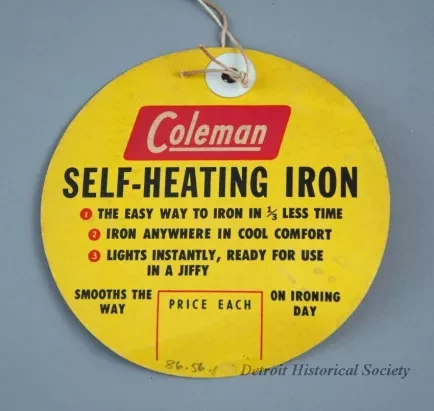 Coleman
SELF-HEATING IRON
1 THE EASY WAY TO IRON IN ⅓ LESS TIME
2 IRON ANYWHERE IN COOL COMFORT
3 LIGHTS INSTANTLY, READY FOR USE
IN A JIFFY
SMOOTHS THE
WAY
PRICE EACH
ON IRONING
DAY
86.56.
Detroit Historical Society